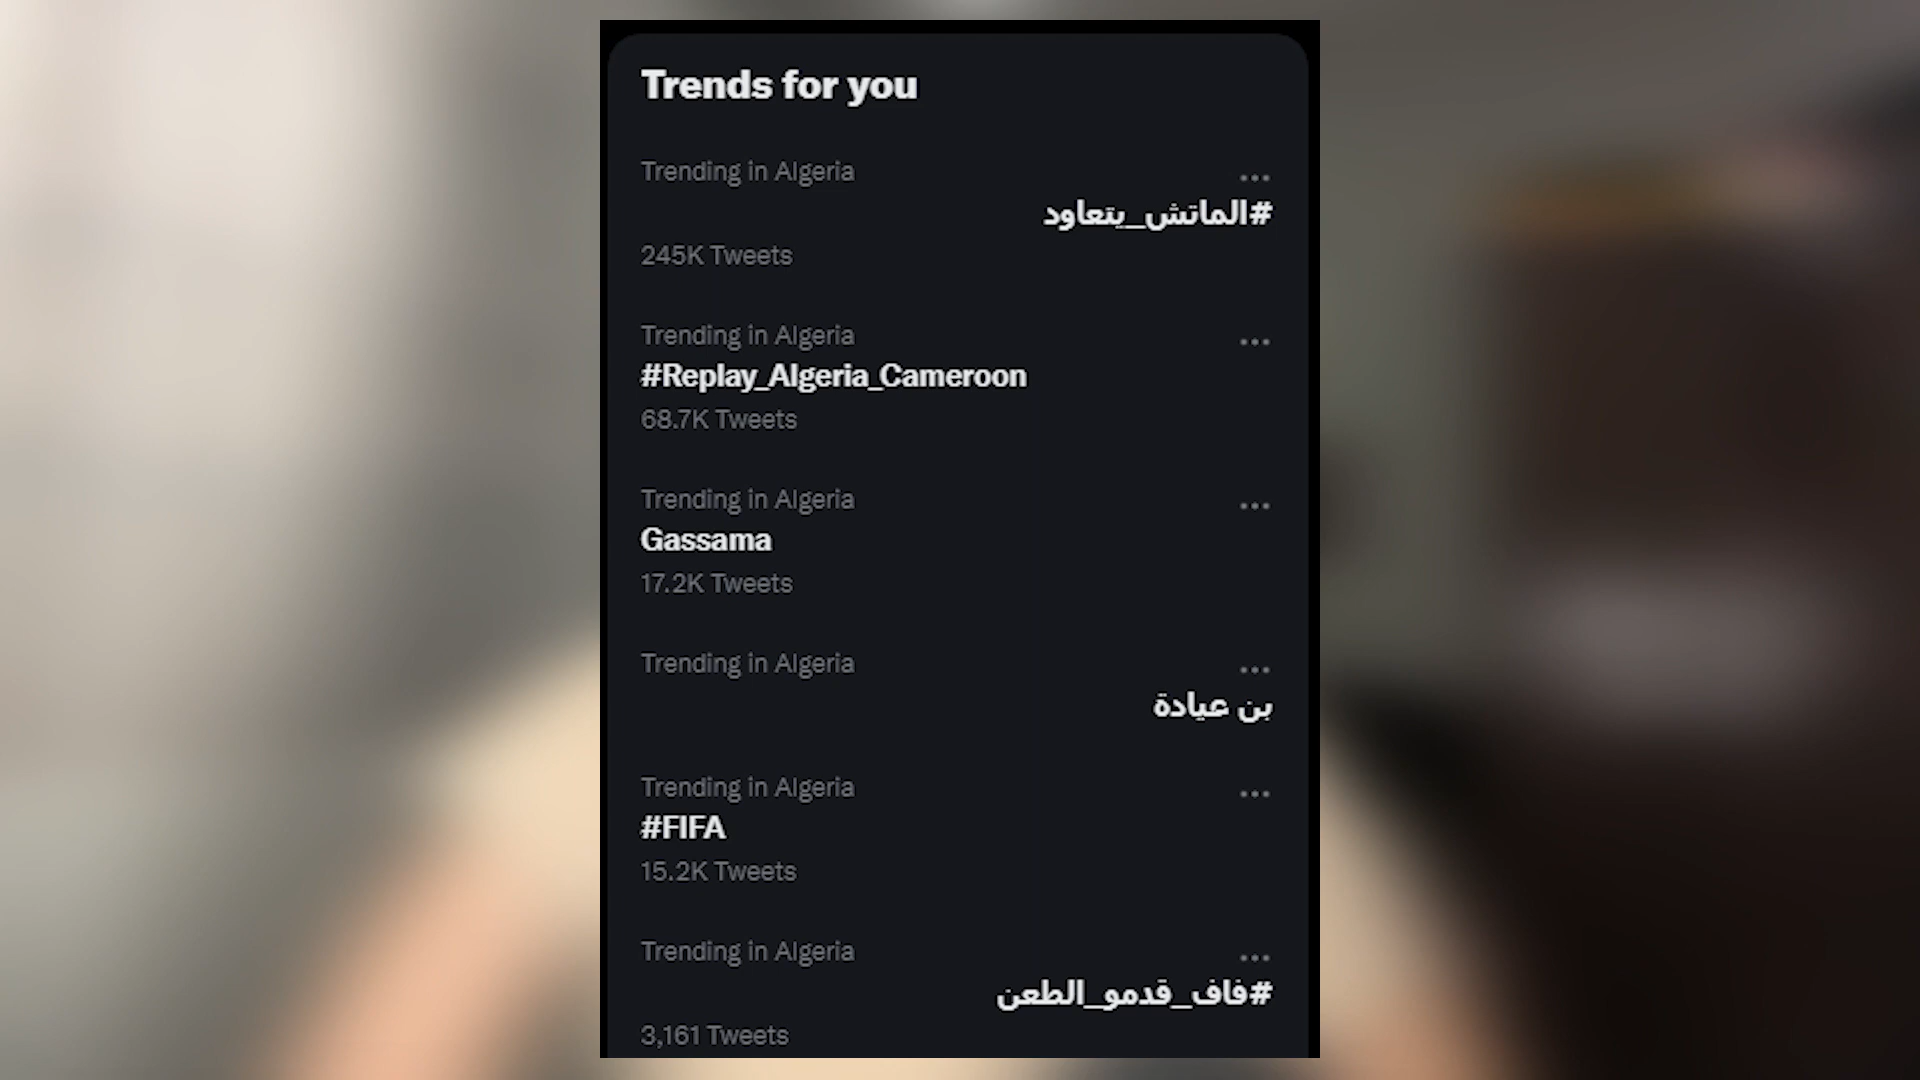 Trends for you
Trending in Algeria
#الماتش_يتعاود
245K Tweets
Trending in Algeria
#Replay_Algeria_Cameroon
68.7K Tweets
Trending in Algeria
Gassama
17.2K Tweets
Trending in Algeria
بن عيادة
Trending in Algeria
#FIFA
15.2K Tweets
Trending in Algeria
#فاف_قدمو_الطعن
3,161 Tweets